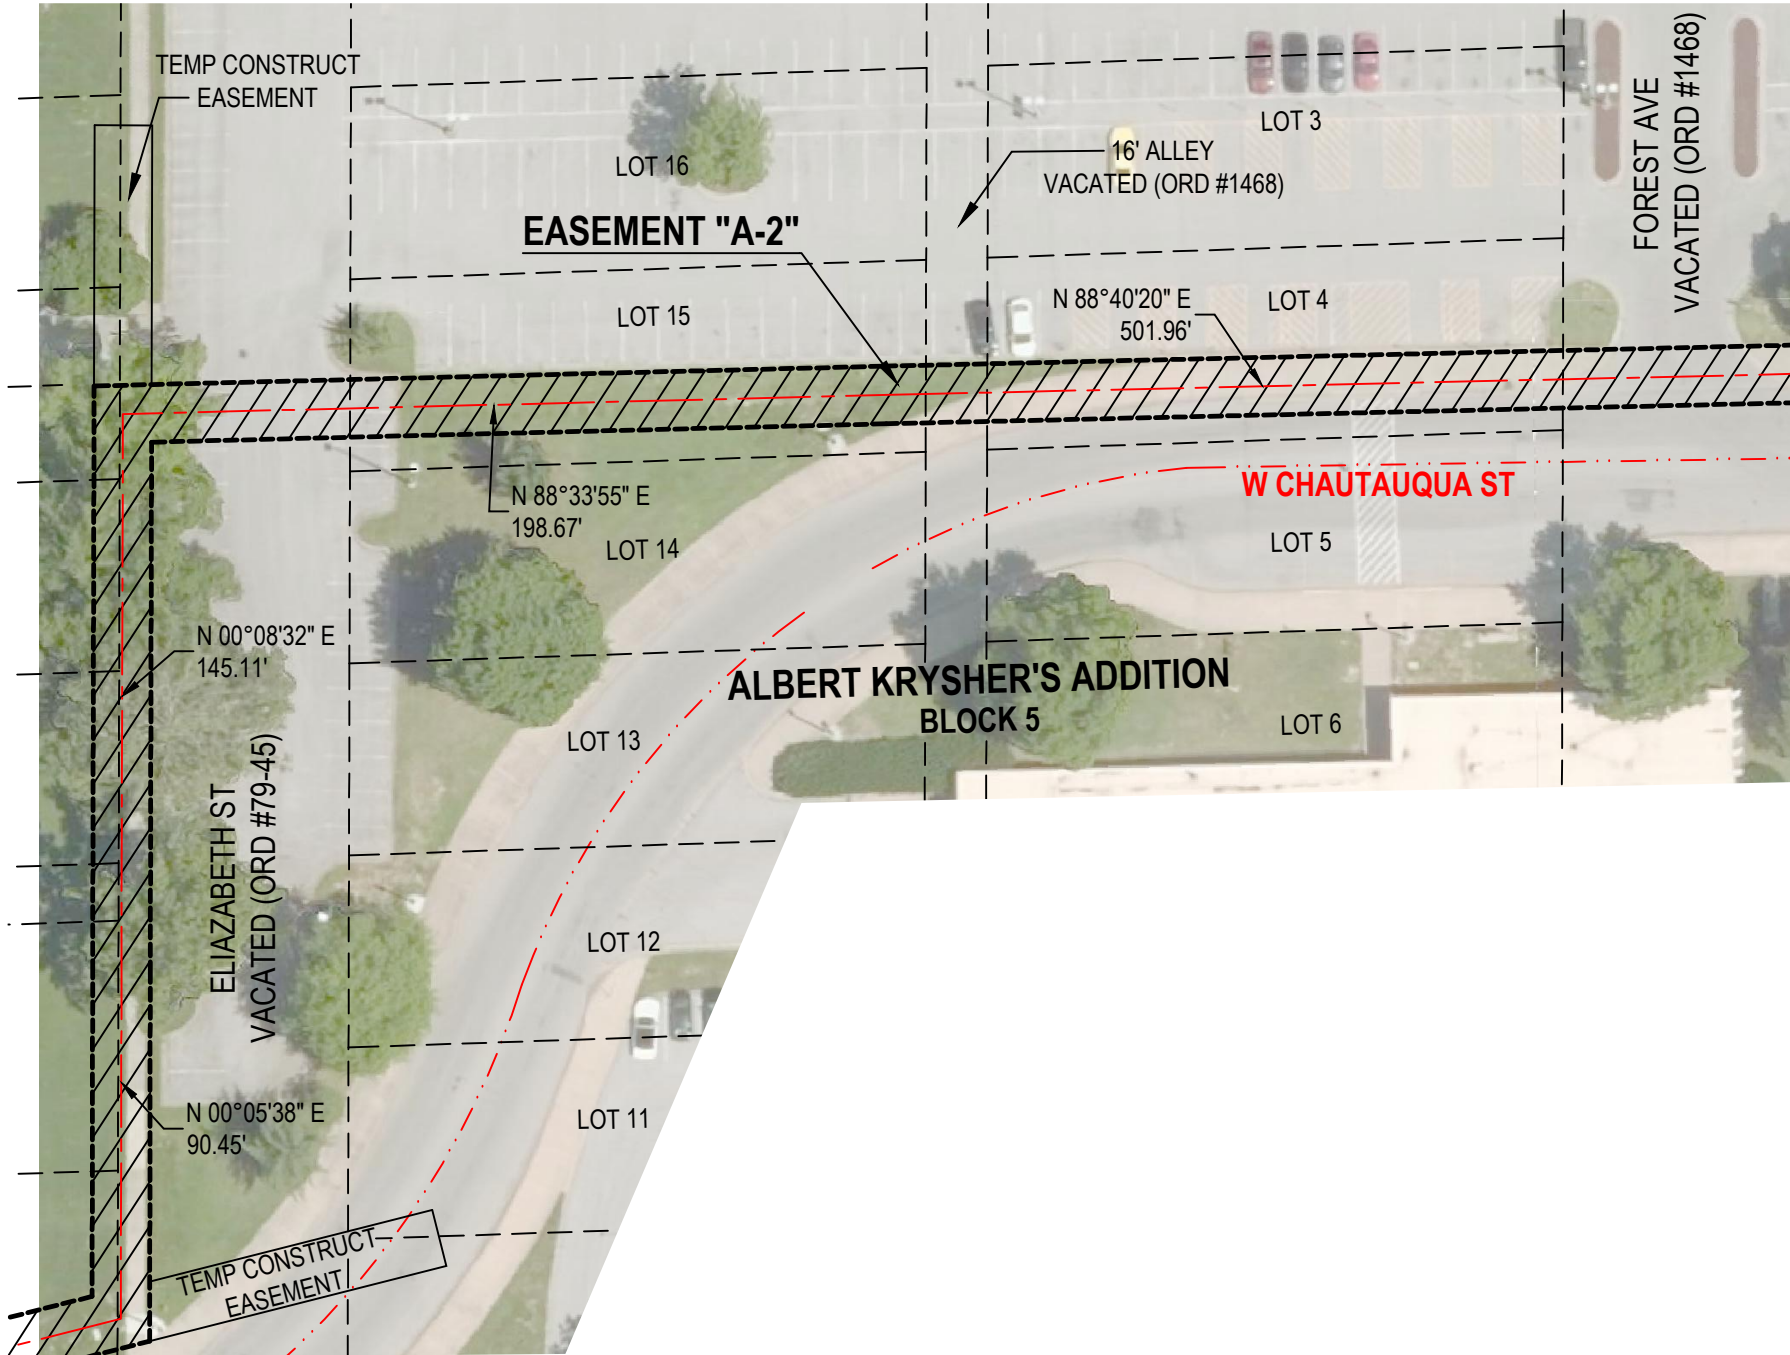 TEMP CONSTRUCT
EASEMENT
LOT 16
LOT 3
16' ALLEY
VACATED (ORD #1468)
FOREST AVE
VACATED (ORD #1468)
EASEMENT "A-2"
LOT 15
N 88°40'20" E
501.96'
LOT 4
N 88°33'55" E
198.67'
W CHAUTAUQUA ST
LOT 14
LOT 5
N 00°08'32" E
145.11'
ALBERT KRYSHER'S ADDITION
BLOCK 5
LOT 13
LOT 6
ELIAZABETH ST
VACATED (ORD #79-45)
LOT 12
N 00°05'38" E
90.45'
LOT 11
TEMP CONSTRUCT
EASEMENT